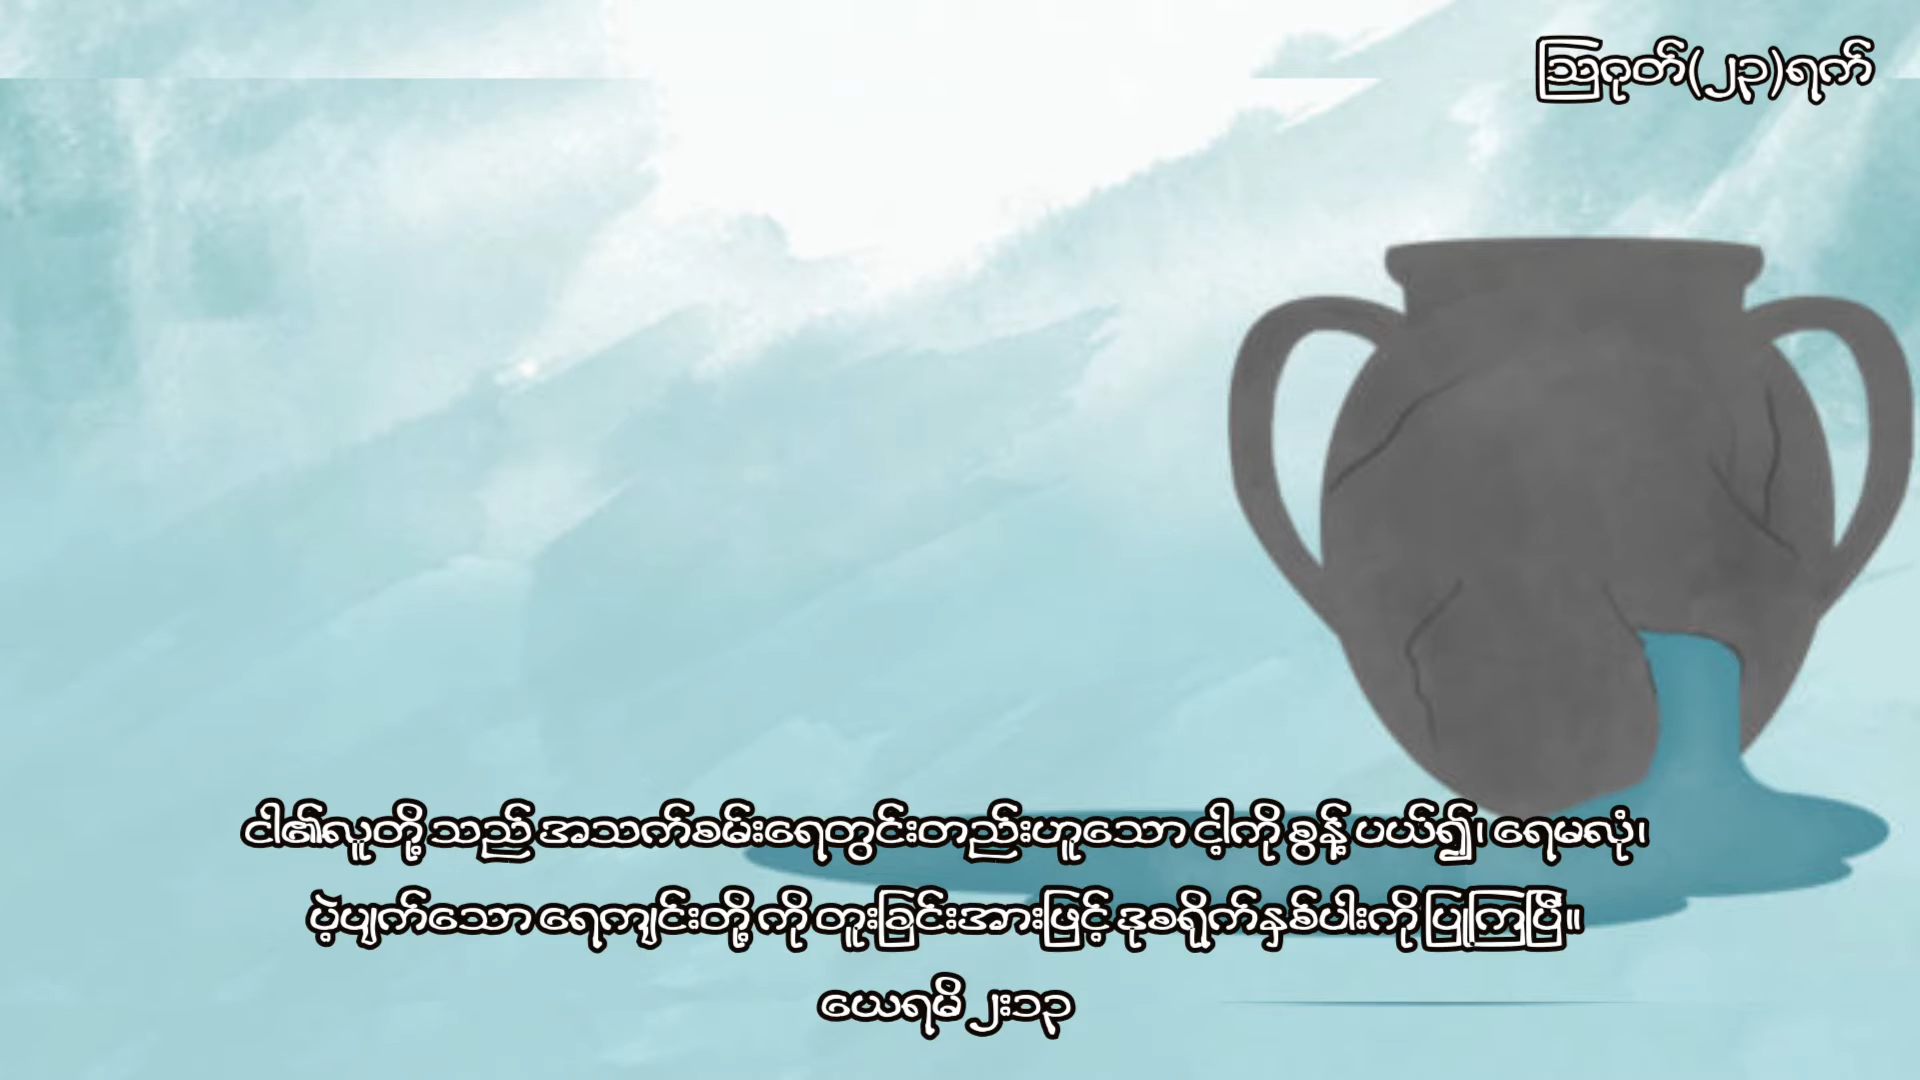 ဩဂုတ်(၂၃)ရက်
ငါ၏လူတို့သည် အသက်စမ်းရေတွင်းတည်းဟူသော ငါ့ကို စွန့် ပယ်၍၊ ရေမလုံ၊
ပဲ့ပျက်သော ရေကျင်းတို့ ကို တူးခြင်းအားဖြင့် ဒုစရိုက်နှစ်ပါးကို ပြုကြပြီ။
ယေရမိ ၂း၁၃